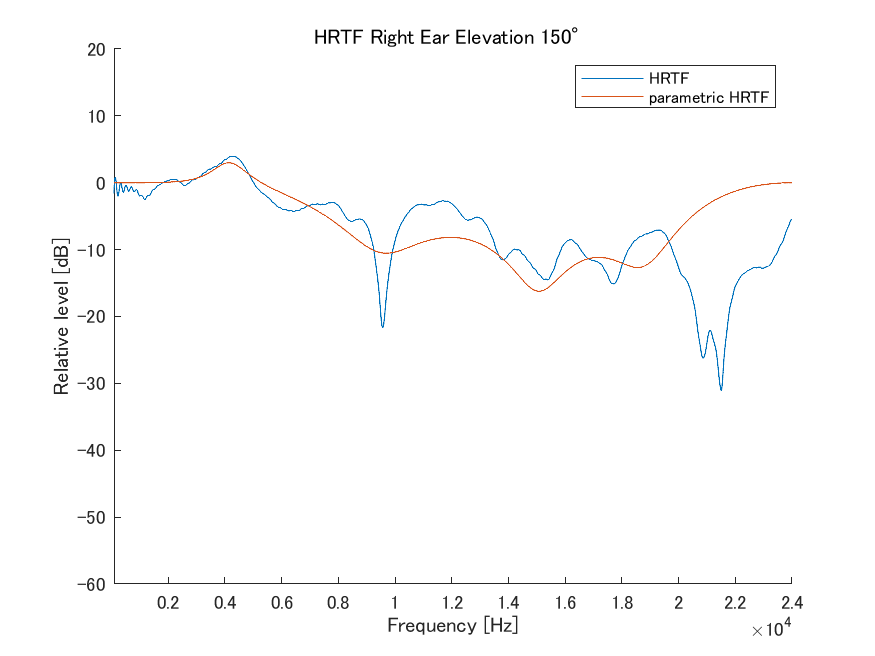 HRTF Right Ear Elevation 150°
HRTF
parametric HRTF
20
10
0
−10
−20
−30
−40
−50
−60
Relative level [dB]
0.2 0.4 0.6 0.8 1 1.2 1.4 1.6 1.8 2 2.2 2.4
×10⁴
Frequency [Hz]